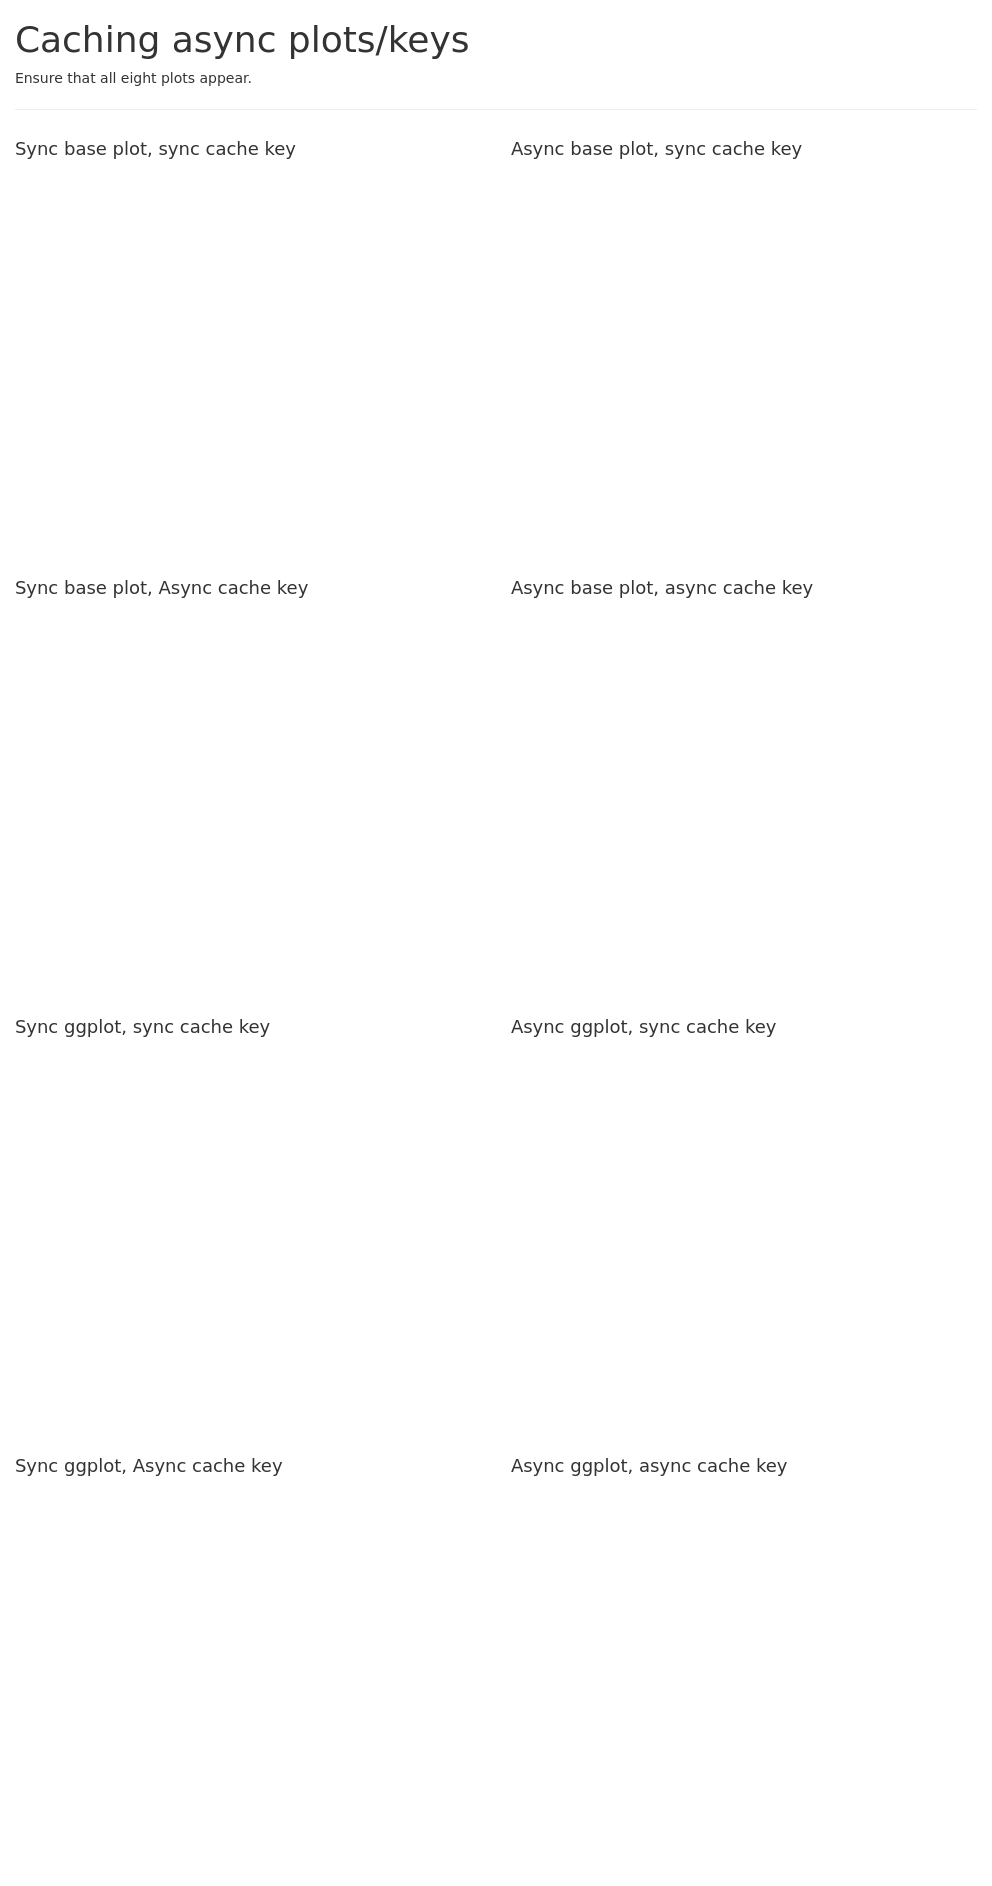 Caching async plots/keys
Ensure that all eight plots appear.
Sync base plot, sync cache key
Async base plot, sync cache key
Sync base plot, Async cache key
Async base plot, async cache key
Sync ggplot, sync cache key
Async ggplot, sync cache key
Sync ggplot, Async cache key
Async ggplot, async cache key